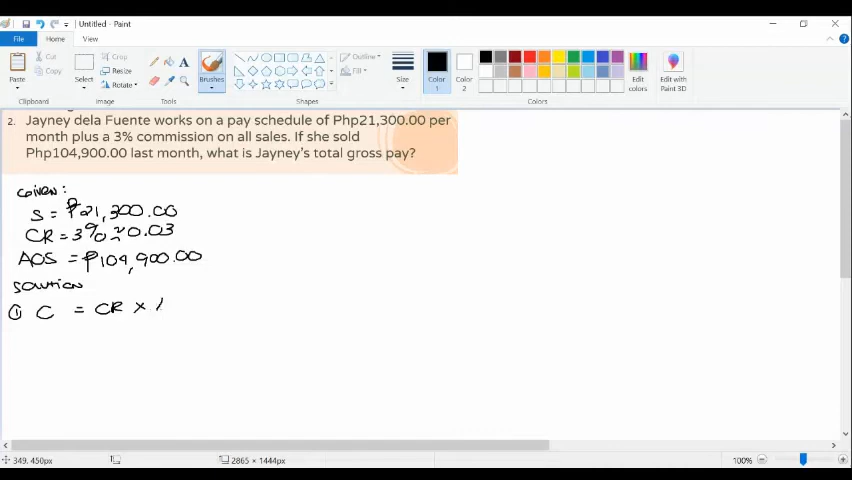 Untitled - Paint
File
Home
View
Paste
Cut
Copy
Clipboard
Select
Crop
Resize
Rotate
Image
Tools
Brushes
Shapes
Outline
Fill
Size
Color 1
Color 2
Edit colors
Edit with Paint 3D
Colors
2. Jayney dela Fuente works on a pay schedule of Php21,300.00 per
month plus a 3% commission on all sales. If she sold
Php104,900.00 last month, what is Jayney's total gross pay?
Given:
S = ₱21,300.00
CR = 3% ≈ 0.03
AOS = ₱104,900.00
Solution
① C = CR ×
349, 450px
2865 × 1444px
100%